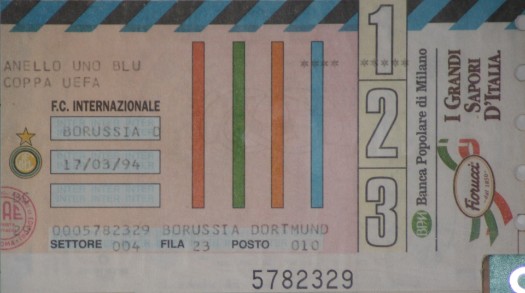 ANELLO UNO BLU
COPPA UEFA
****
****
F.C. INTERNAZIONALE
BORUSSIA D
17/03/94
0005782329 BORUSSIA DORTMUND
SETTORE 004 FILA 23 POSTO 010
5782329
1
2
3
BPM Banca Popolare di Milano
I GRANDI
SAPORI
D'ITALIA.
Fiorucci